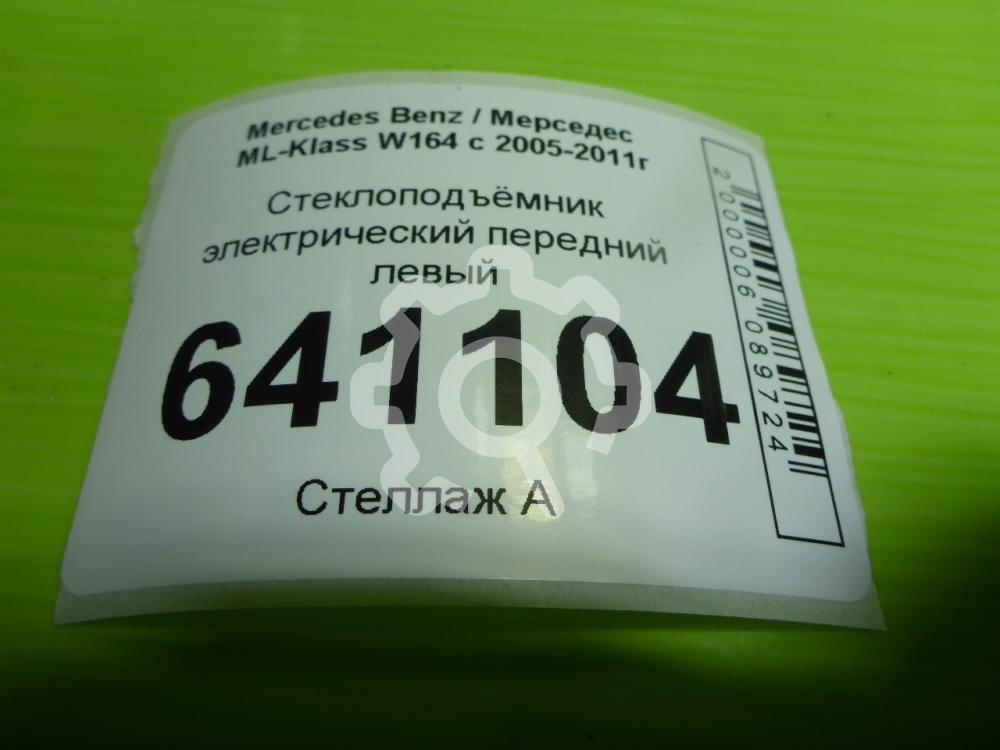 Mercedes Benz / Мерседес
ML-Klass W164 с 2005-2011г
Стеклоподъёмник
электрический передний
левый
641104
Стеллаж А
2000006089724